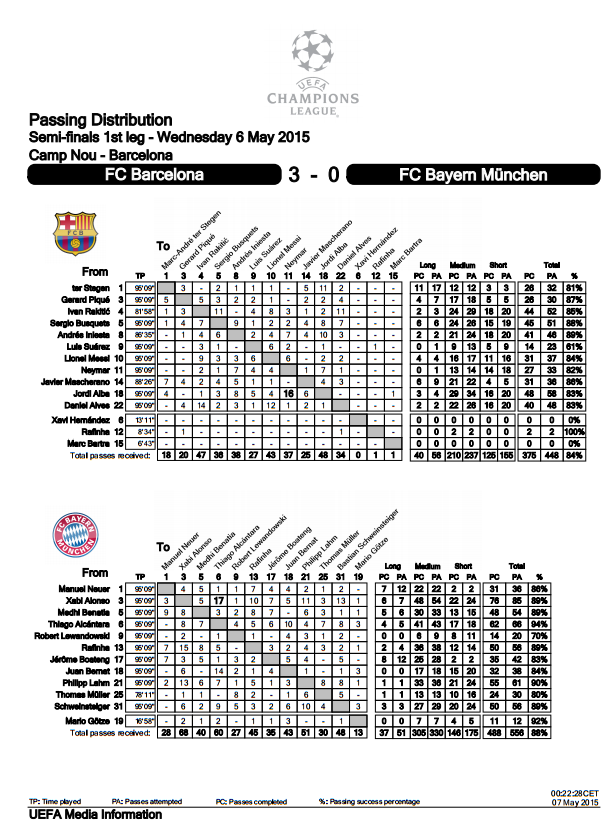 UEFA
CHAMPIONS
LEAGUE.
Passing Distribution
Semi-finals 1st leg - Wednesday 6 May 2015
Camp Nou - Barcelona
FC Barcelona 3 - 0 FC Bayern München
FCB
To Marc-André ter Stegen Gerard Piqué Ivan Rakitić Sergio Busquets Andrés Iniesta Luis Suárez Lionel Messi Neymar Javier Mascherano Jordi Alba Daniel Alves Xavi Hernández Rafinha Marc Bartra
Long Medium Short Total
From TP 1 3 4 5 8 9 10 11 14 18 22 6 12 15 PC PA PC PA PC PA PC PA %
ter Stegen 1 95'09" 3 - 2 1 1 1 - 5 11 2 - - - 11 17 12 12 3 3 26 32 81%
Gerard Piqué 3 95'09" 5 5 3 2 2 1 - 2 2 4 - - - 4 7 17 18 5 5 26 30 87%
Ivan Rakitić 4 81'58" 1 3 11 - 4 8 3 1 2 11 - - - 2 3 24 29 18 20 44 52 85%
Sergio Busquets 5 95'09" 1 4 7 9 1 2 2 4 8 7 - - - 6 6 24 26 15 19 45 51 88%
Andrés Iniesta 8 86'35" - 1 4 6 2 4 7 4 10 3 - - - 2 2 21 24 18 20 41 46 89%
Luis Suárez 9 95'09" - - 3 1 - 6 2 - 1 - - 1 - 0 1 9 13 5 9 14 23 61%
Lionel Messi 10 95'09" - - 9 3 3 6 6 - 2 2 - - - 4 4 16 17 11 16 31 37 84%
Neymar 11 95'09" - - 2 1 7 4 4 1 7 1 - - - 0 1 13 14 14 18 27 33 82%
Javier Mascherano 14 88'26" 7 4 2 4 5 1 1 - 4 3 - - - 6 9 21 22 4 5 31 36 86%
Jordi Alba 18 95'09" 4 - 1 3 8 5 4 16 6 - - - 1 3 4 29 34 16 20 48 58 83%
Daniel Alves 22 95'09" - 4 14 2 3 1 12 1 2 1 - - - 2 2 22 26 16 20 40 48 83%
Xavi Hernández 6 13'11" - - - - - - - - - - - - - 0 0 0 0 0 0 0 0 0%
Rafinha 12 8'34" - 1 - - - - - - - - 1 - - 0 0 2 2 0 0 2 2 100%
Marc Bartra 15 6'43" - - - - - - - - - - - - - 0 0 0 0 0 0 0 0 0%
Total passes received: 18 20 47 36 38 27 43 37 25 48 34 0 1 1 40 56 210 237 125 155 375 448 84%
FC BAYERN MÜNCHEN
To Manuel Neuer Xabi Alonso Medhi Benatia Thiago Alcántara Robert Lewandowski Rafinha Jérôme Boateng Juan Bernat Philipp Lahm Thomas Müller Bastian Schweinsteiger Mario Götze
Long Medium Short Total
From TP 1 3 5 6 9 13 17 18 21 25 31 19 PC PA PC PA PC PA PC PA %
Manuel Neuer 1 95'09" 4 5 1 1 7 4 4 2 1 2 - 7 12 22 22 2 2 31 36 86%
Xabi Alonso 3 95'09" 3 5 17 1 10 7 5 11 3 13 1 6 7 48 54 22 24 76 85 89%
Medhi Benatia 5 95'09" 9 8 3 2 8 7 - 6 3 1 1 5 6 30 33 13 15 48 54 89%
Thiago Alcántara 6 95'09" - 8 7 4 5 6 10 4 7 8 3 4 5 41 43 17 18 62 66 94%
Robert Lewandowski 9 95'09" - 2 - 1 1 - 4 3 1 2 - 0 0 6 9 8 11 14 20 70%
Rafinha 13 95'09" 7 15 8 5 - 3 2 4 3 2 1 2 4 36 38 12 14 50 56 89%
Jérôme Boateng 17 95'09" 7 3 5 1 3 2 5 4 - 5 - 8 12 25 28 2 2 35 42 83%
Juan Bernat 18 95'09" - 6 - 14 2 1 4 1 - 1 3 0 0 17 18 15 20 32 38 84%
Philipp Lahm 21 95'09" 2 13 6 7 1 5 1 3 8 8 1 1 1 33 36 21 24 55 61 90%
Thomas Müller 25 78'11" - 1 1 - 8 2 - 1 6 5 - 1 1 13 13 10 16 24 30 80%
Schweinsteiger 31 95'09" - 6 2 9 5 3 2 6 10 4 3 3 3 27 29 20 24 50 56 89%
Mario Götze 19 16'58" - 2 1 2 - 1 1 3 - - 1 0 0 7 7 4 5 11 12 92%
Total passes received: 28 68 40 60 27 45 35 43 51 30 48 13 37 51 305 330 146 175 488 556 88%
00:22:28CET
TP: Time played PA: Passes attempted PC: Passes completed %: Passing success percentage 07 May 2015
UEFA Media Information